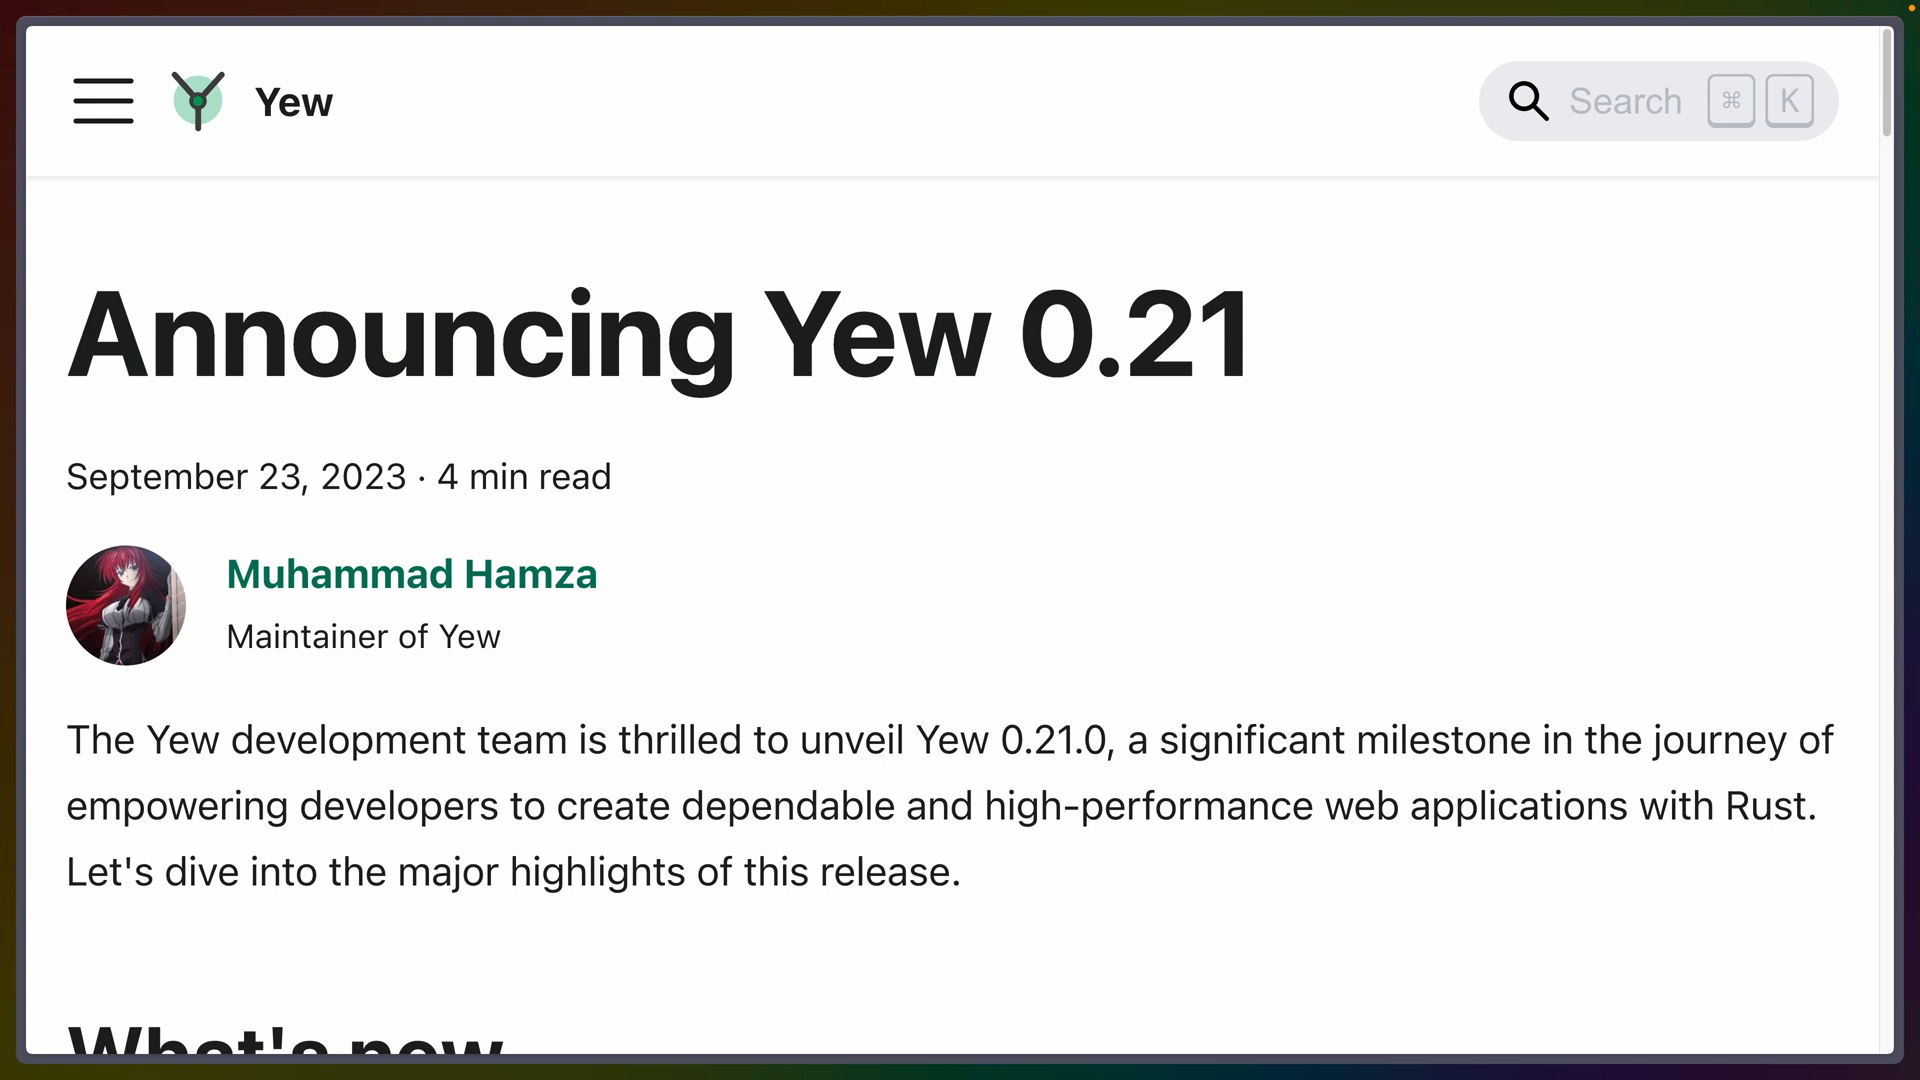 Yew
Search ⌘ K
Announcing Yew 0.21
September 23, 2023 · 4 min read
Muhammad Hamza
Maintainer of Yew
The Yew development team is thrilled to unveil Yew 0.21.0, a significant milestone in the journey of
empowering developers to create dependable and high-performance web applications with Rust.
Let's dive into the major highlights of this release.
What's new